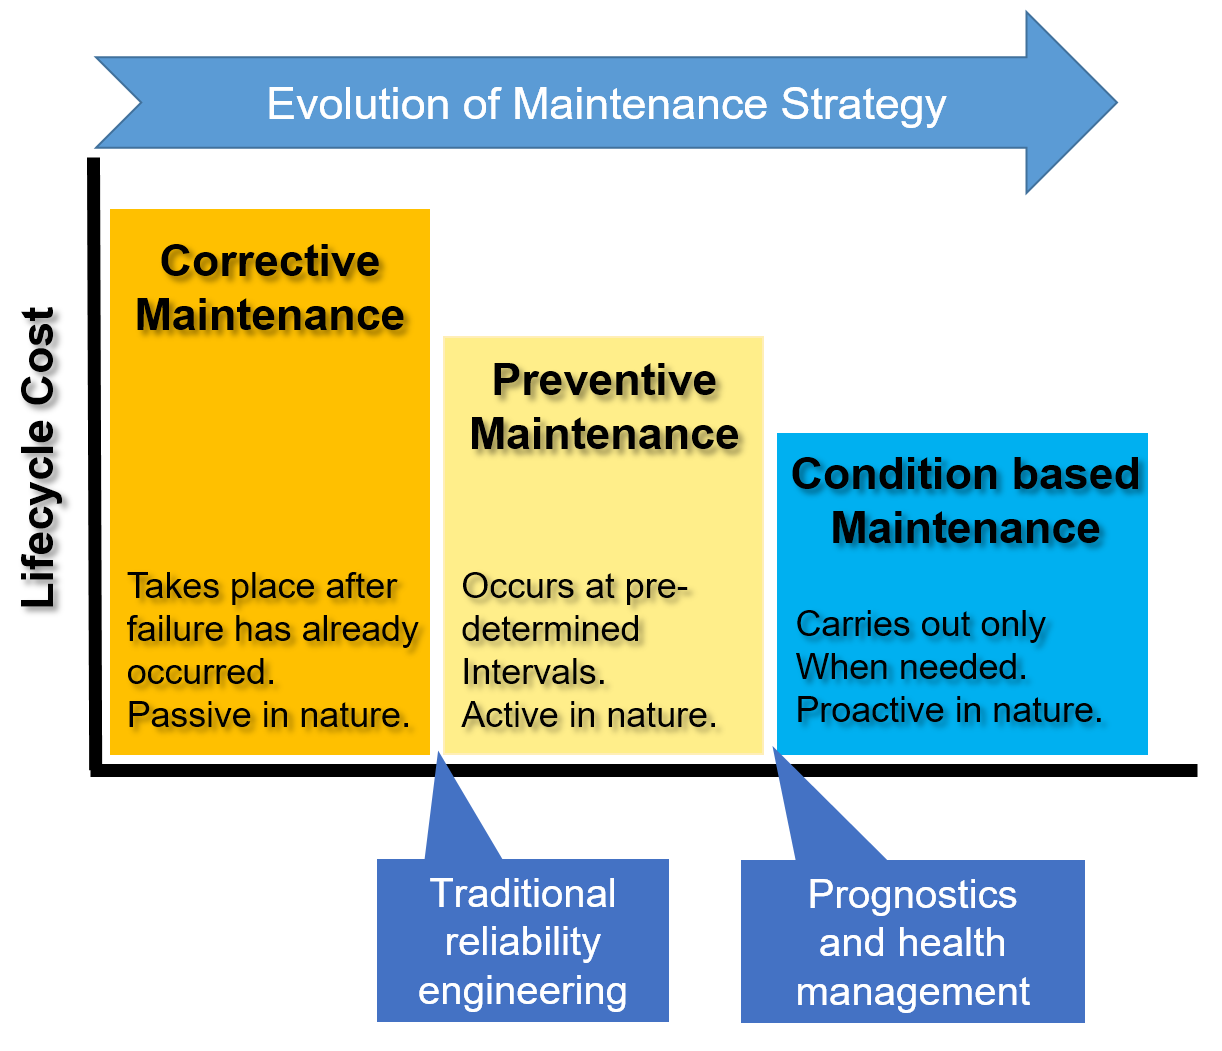 Evolution of Maintenance Strategy
Lifecycle Cost
Corrective
Maintenance
Takes place after
failure has already
occurred.
Passive in nature.
Preventive
Maintenance
Occurs at pre-
determined
Intervals.
Active in nature.
Condition based
Maintenance
Carries out only
When needed.
Proactive in nature.
Traditional
reliability
engineering
Prognostics
and health
management